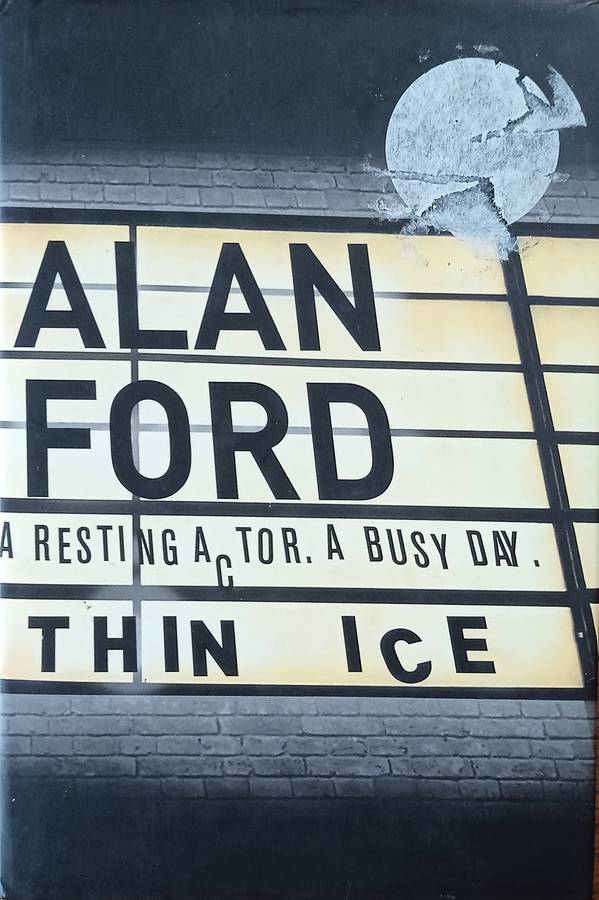 ALAN
FORD
A RESTING ACTOR. A BUSY DAY.
THIN ICE